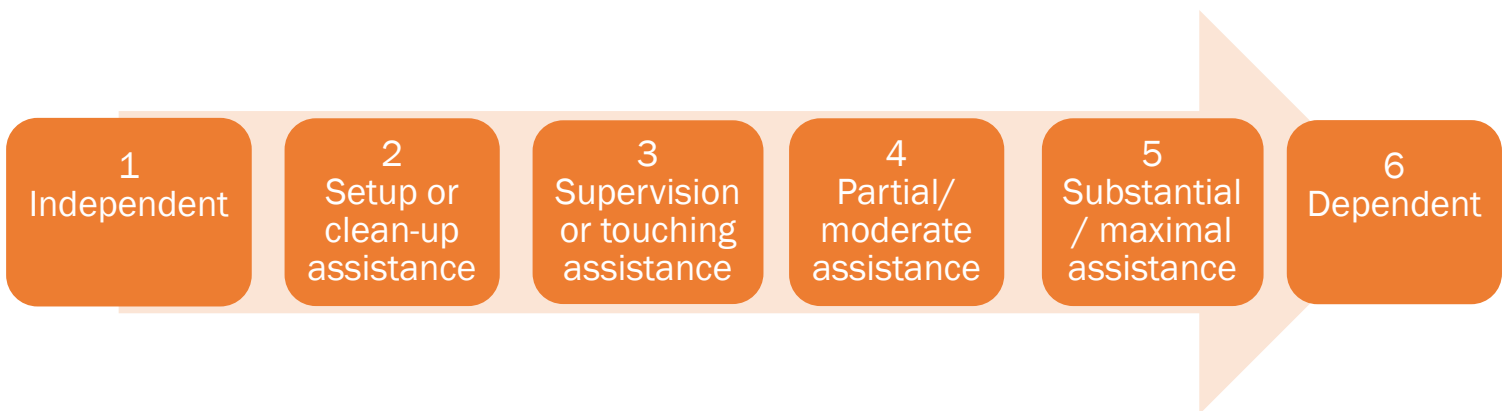 1
Independent
2
Setup or
clean-up
assistance
3
Supervision
or touching
assistance
4
Partial/
moderate
assistance
5
Substantial
/ maximal
assistance
6
Dependent